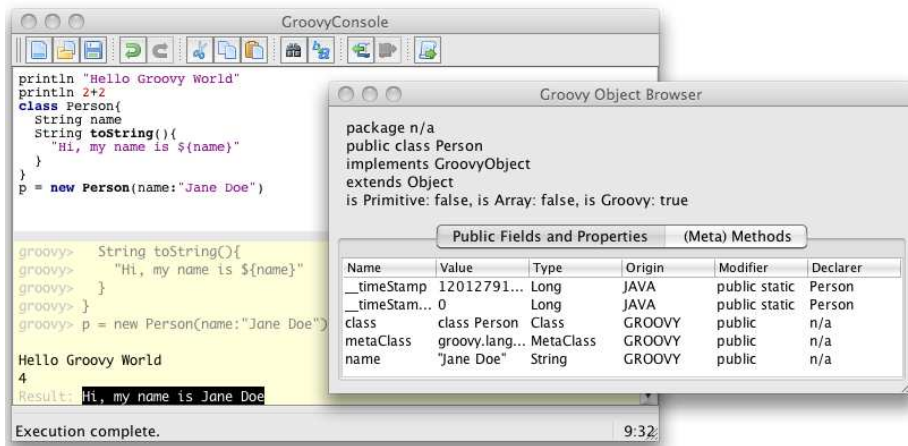 GroovyConsole
println "Hello Groovy World"
println 2+2
class Person{
String name
String toString(){
"Hi, my name is ${name}"
}
}
p = new Person(name:"Jane Doe")
groovy> String toString(){
groovy> "Hi, my name is ${name}"
groovy> }
groovy> }
groovy> p = new Person(name:"Jane Doe")
Hello Groovy World
4
Result: Hi, my name is Jane Doe
Execution complete.
9:32
Groovy Object Browser
package n/a
public class Person
implements GroovyObject
extends Object
is Primitive: false, is Array: false, is Groovy: true
Public Fields and Properties (Meta) Methods
Name Value Type Origin Modifier Declarer
__timeStamp 12012791... Long JAVA public static Person
__timeStam... 0 Long JAVA public static Person
class class Person Class GROOVY public n/a
metaClass groovy.lang... MetaClass GROOVY public n/a
name "Jane Doe" String GROOVY public n/a